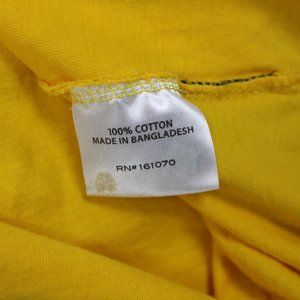 100% COTTON
MADE IN BANGLADESH
RN# 161070